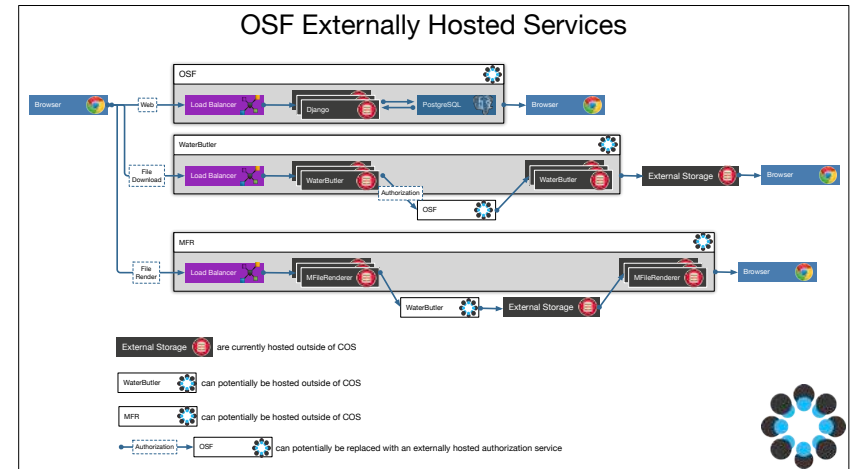 OSF Externally Hosted Services
OSF
Browser
Web
Load Balancer
Django
PostgreSQL
Browser
WaterButler
File
Download
Load Balancer
WaterButler
Authorization
OSF
WaterButler
External Storage
Browser
MFR
File
Render
Load Balancer
MFileRenderer
WaterButler
External Storage
MFileRenderer
Browser
External Storage are currently hosted outside of COS
WaterButler can potentially be hosted outside of COS
MFR can potentially be hosted outside of COS
Authorization OSF can potentially be replaced with an externally hosted authorization service